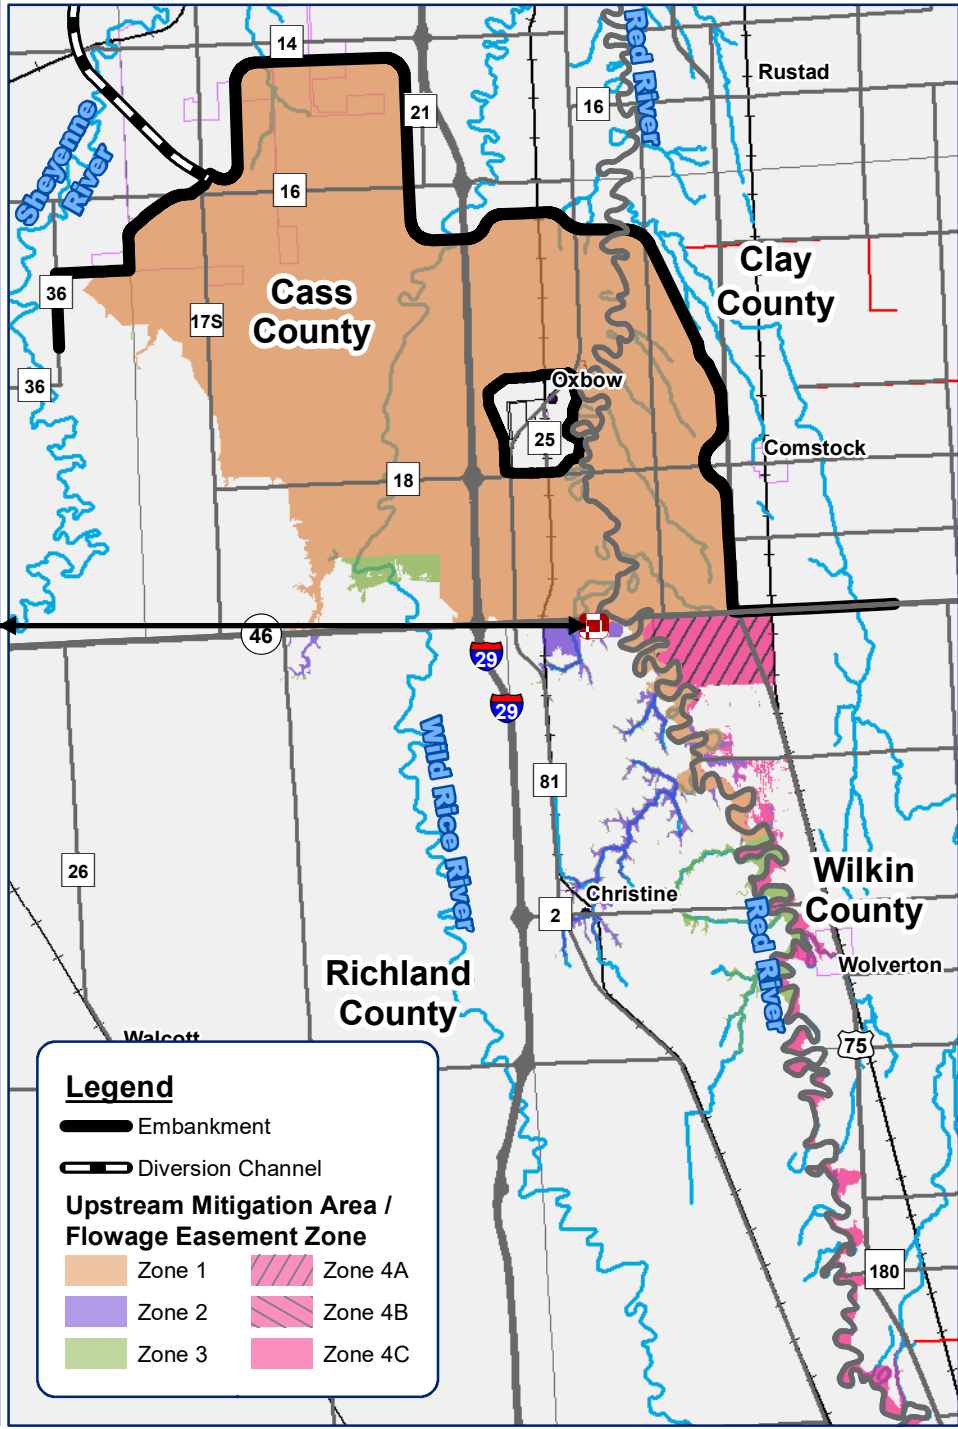 14
Red River
Rustad
21
16
Sheyenne
River
16
Clay
County
Cass
County
36
17S
36
Oxbow
25
Comstock
18
46
29
29
Wild Rice River
81
26
Wilkin
County
Christine
2
Red River
Wolverton
Richland
County
Walcott
75
180
Legend
Embankment
Diversion Channel
Upstream Mitigation Area /
Flowage Easement Zone
Zone 1
Zone 4A
Zone 2
Zone 4B
Zone 3
Zone 4C